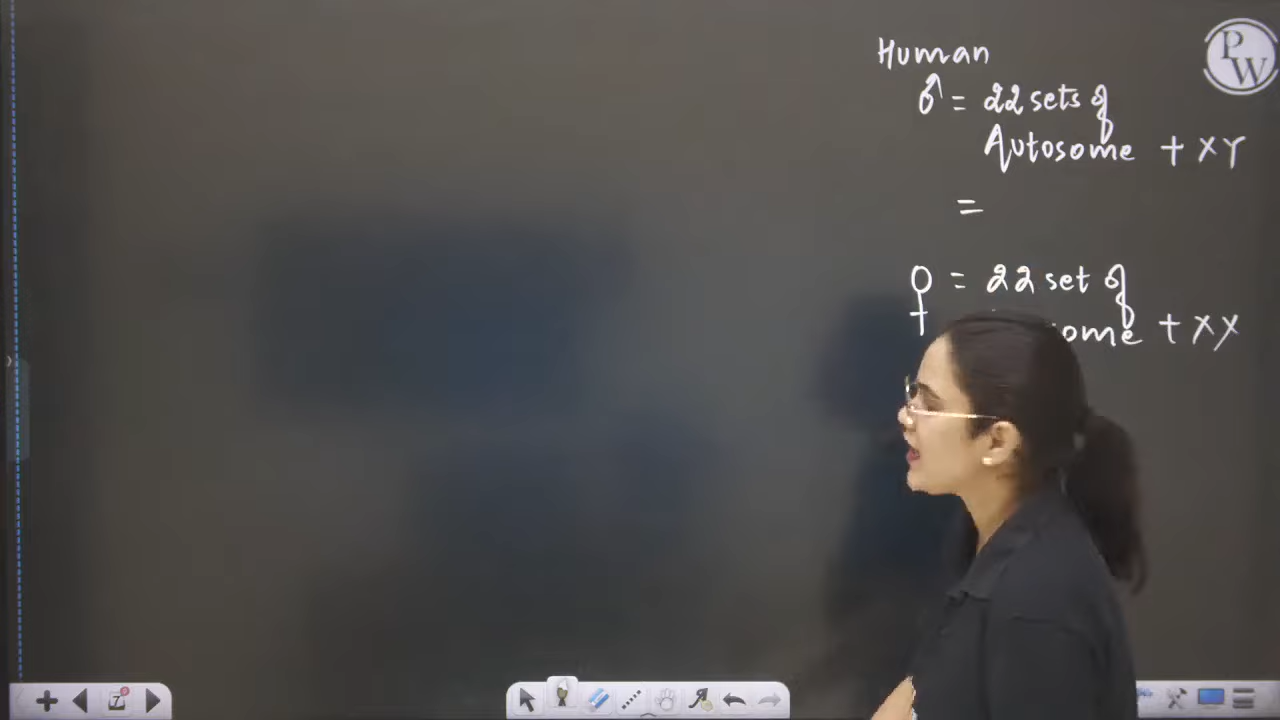 PW
Human
♂ = 22 sets of
Autosome + XY
=
♀ = 22 set of
ome + XX